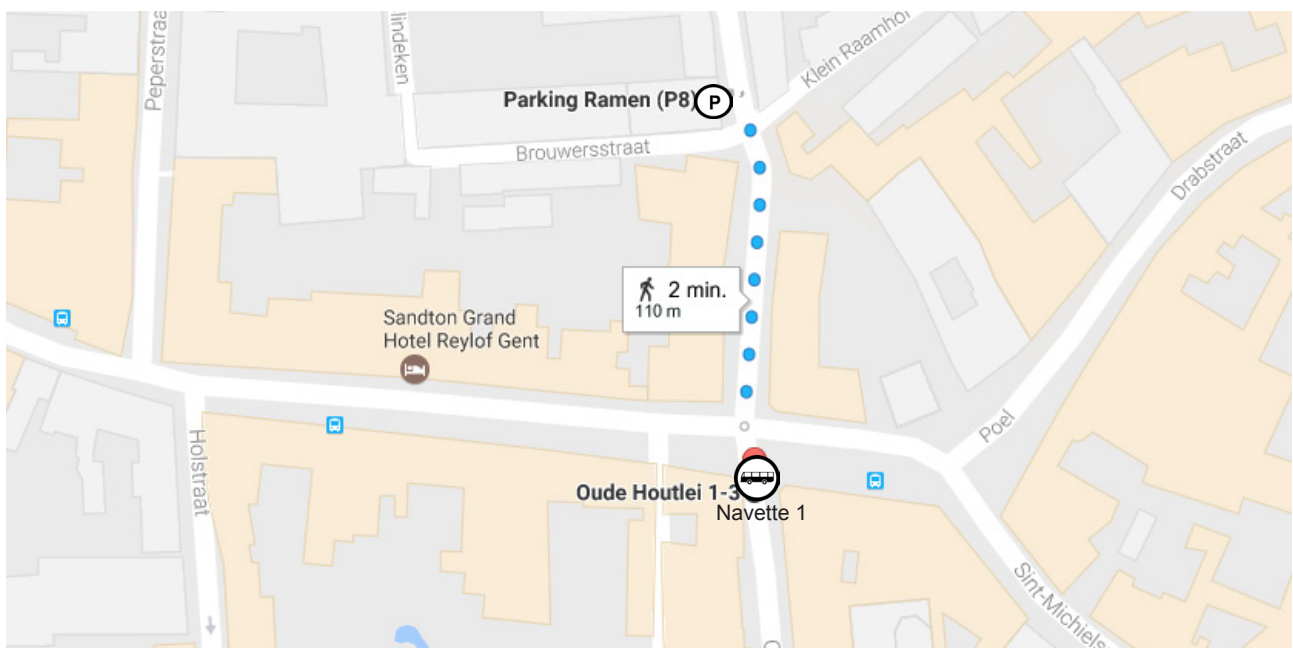 Peperstraa
lindeken
Klein Raamhof
Parking Ramen (P8)
P
Brouwersstraat
Drabstraat
2 min.
110 m
Sandton Grand
Hotel Reylof Gent
Poel
Holstraat
Oude Houtlei 1-3
Navette 1
Sint-Michiels